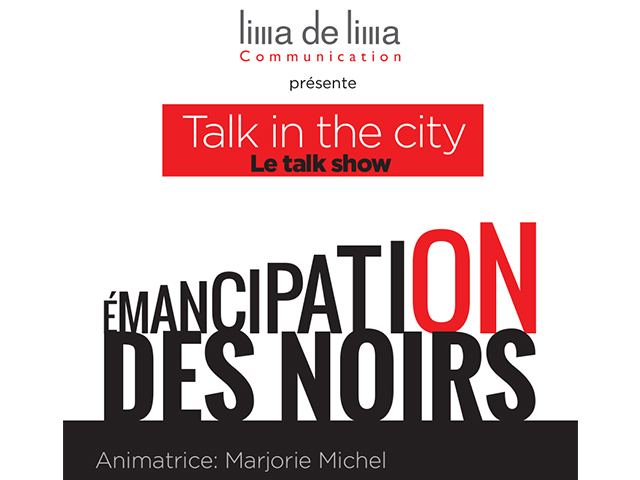 lima de lima
Communication
présente
Talk in the city
Le talk show
ÉMANCIPATION
DES NOIRS
Animatrice: Marjorie Michel